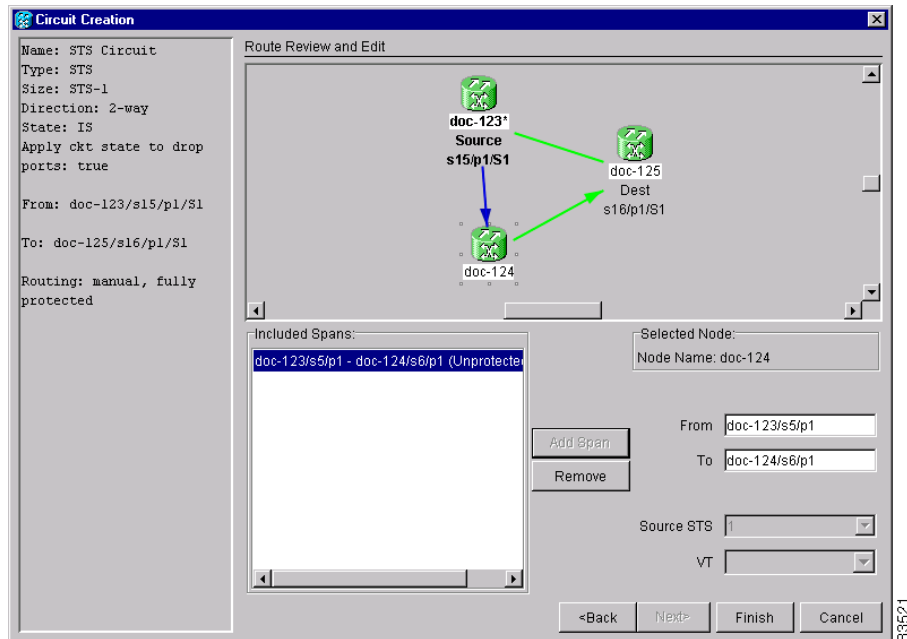 Circuit Creation
Name: STS Circuit
Type: STS
Size: STS-1
Direction: 2-way
State: IS
Apply ckt state to drop
ports: true
From: doc-123/s15/p1/S1
To: doc-125/s16/p1/S1
Routing: manual, fully
protected
Route Review and Edit
doc-123*
Source
s15/p1/S1
doc-125
Dest
s16/p1/S1
doc-124
Included Spans:
doc-123/s5/p1 - doc-124/s6/p1 (Unprotected
Selected Node:
Node Name: doc-124
Add Span
Remove
From doc-123/s5/p1
To doc-124/s6/p1
Source STS 1
VT
<Back Next> Finish Cancel
93521